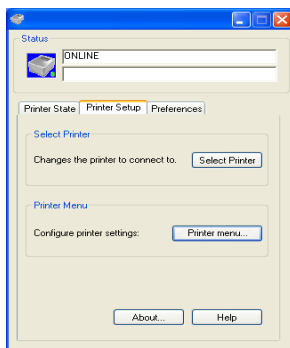 Status
ONLINE
Printer State Printer Setup Preferences
Select Printer
Changes the printer to connect to. Select Printer
Printer Menu
Configure printer settings: Printer menu...
About... Help